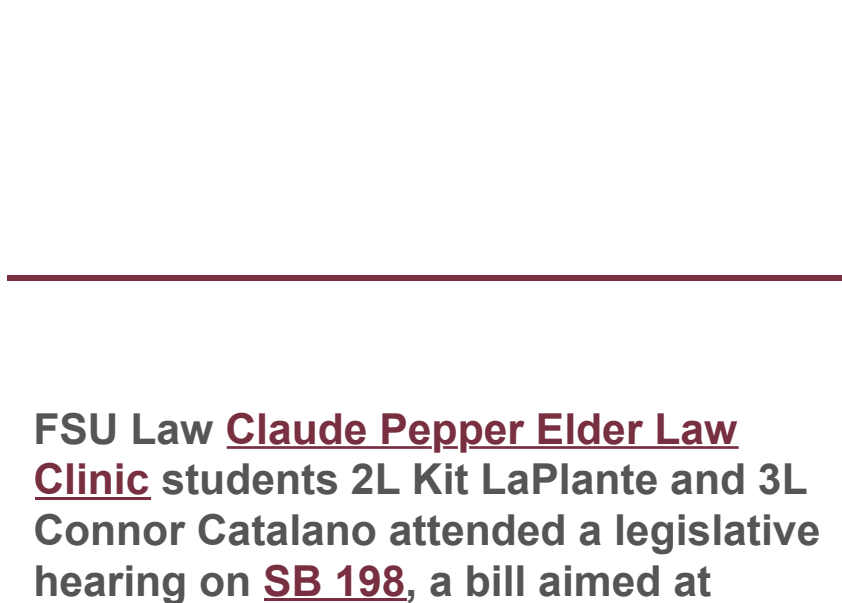 FSU Law Claude Pepper Elder Law
Clinic students 2L Kit LaPlante and 3L
Connor Catalano attended a legislative
hearing on SB 198, a bill aimed at